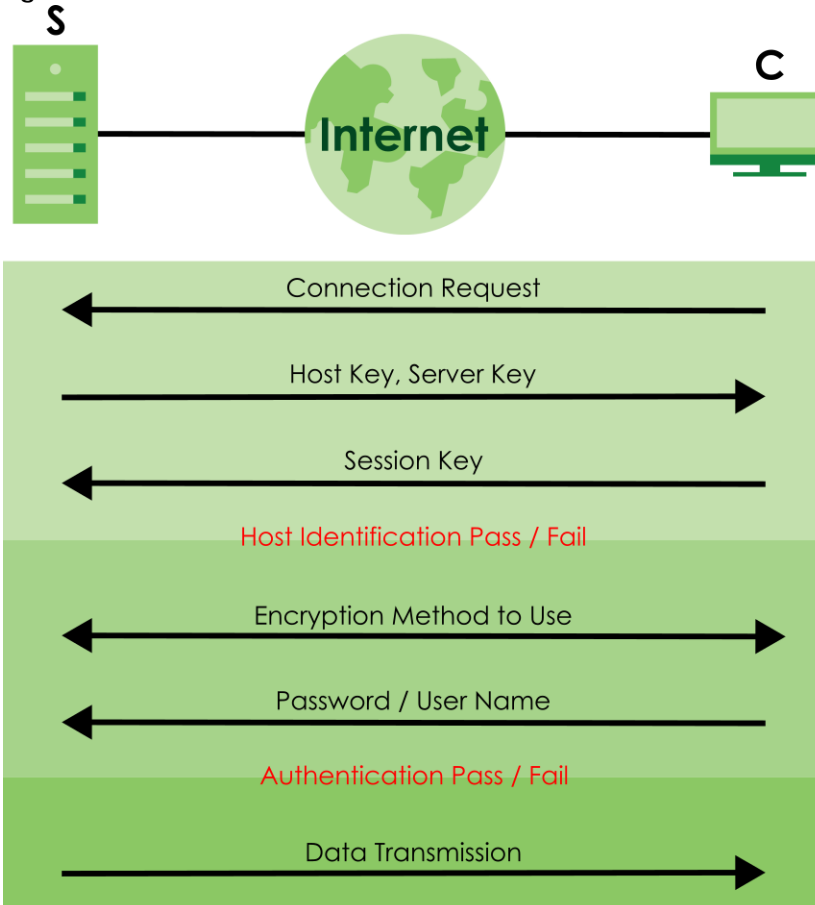 S
C
Internet
Connection Request
Host Key, Server Key
Session Key
Host Identification Pass / Fail
Encryption Method to Use
Password / User Name
Authentication Pass / Fail
Data Transmission